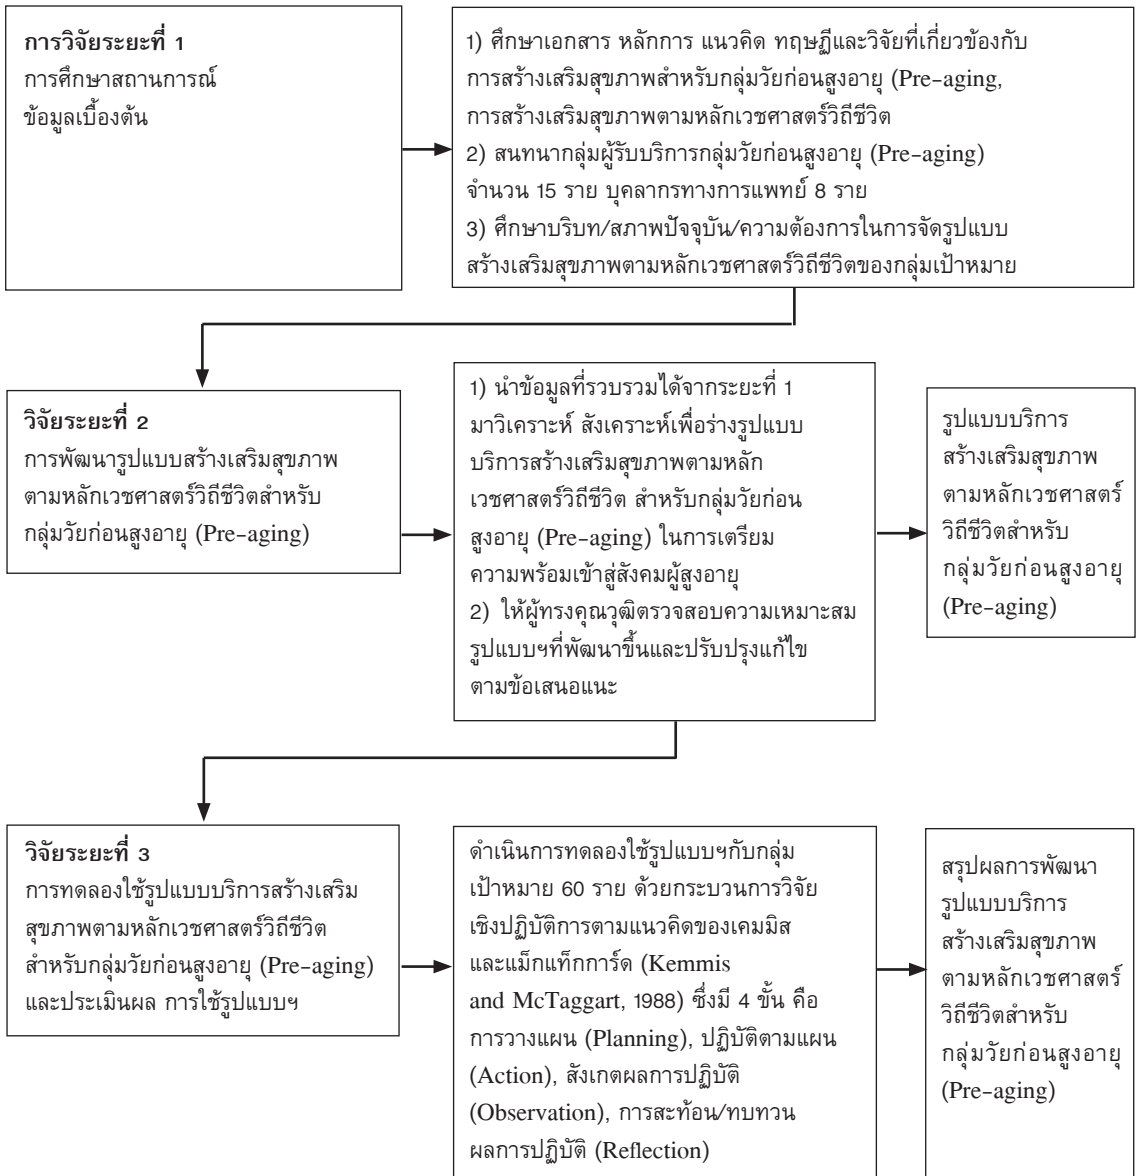 การวิจัยระยะที่ 1
การศึกษาสถานการณ์
ข้อมูลเบื้องต้น
1) ศึกษาเอกสาร หลักการ แนวคิด ทฤษฎีและวิจัยที่เกี่ยวข้องกับ
การสร้างเสริมสุขภาพสำหรับกลุ่มวัยก่อนสูงอายุ (Pre-aging,
การสร้างเสริมสุขภาพตามหลักเวชศาสตร์วิถีชีวิต
2) สนทนากลุ่มผู้รับบริการกลุ่มวัยก่อนสูงอายุ (Pre-aging)
จำนวน 15 ราย บุคลากรทางการแพทย์ 8 ราย
3) ศึกษาบริบท/สภาพปัจจุบัน/ความต้องการในการจัดรูปแบบ
สร้างเสริมสุขภาพตามหลักเวชศาสตร์วิถีชีวิตของกลุ่มเป้าหมาย
วิจัยระยะที่ 2
การพัฒนารูปแบบสร้างเสริมสุขภาพ
ตามหลักเวชศาสตร์วิถีชีวิตสำหรับ
กลุ่มวัยก่อนสูงอายุ (Pre-aging)
1) นำข้อมูลที่รวบรวมได้จากระยะที่ 1
มาวิเคราะห์ สังเคราะห์เพื่อร่างรูปแบบ
บริการสร้างเสริมสุขภาพตามหลัก
เวชศาสตร์วิถีชีวิต สำหรับกลุ่มวัยก่อน
สูงอายุ (Pre-aging) ในการเตรียม
ความพร้อมเข้าสู่สังคมผู้สูงอายุ
2) ให้ผู้ทรงคุณวุฒิตรวจสอบความเหมาะสม
รูปแบบฯที่พัฒนาขึ้นและปรับปรุงแก้ไข
ตามข้อเสนอแนะ
รูปแบบบริการ
สร้างเสริมสุขภาพ
ตามหลักเวชศาสตร์
วิถีชีวิตสำหรับ
กลุ่มวัยก่อนสูงอายุ
(Pre-aging)
วิจัยระยะที่ 3
การทดลองใช้รูปแบบบริการสร้างเสริม
สุขภาพตามหลักเวชศาสตร์วิถีชีวิต
สำหรับกลุ่มวัยก่อนสูงอายุ (Pre-aging)
และประเมินผล การใช้รูปแบบฯ
ดำเนินการทดลองใช้รูปแบบฯกับกลุ่ม
เป้าหมาย 60 ราย ด้วยกระบวนการวิจัย
เชิงปฏิบัติการตามแนวคิดของเคมมิส
และแม็กแท็กการ์ด (Kemmis
and McTaggart, 1988) ซึ่งมี 4 ขั้น คือ
การวางแผน (Planning), ปฏิบัติตามแผน
(Action), สังเกตผลการปฏิบัติ
(Observation), การสะท้อน/ทบทวน
ผลการปฏิบัติ (Reflection)
สรุปผลการพัฒนา
รูปแบบบริการ
สร้างเสริมสุขภาพ
ตามหลักเวชศาสตร์
วิถีชีวิตสำหรับ
กลุ่มวัยก่อนสูงอายุ
(Pre-aging)